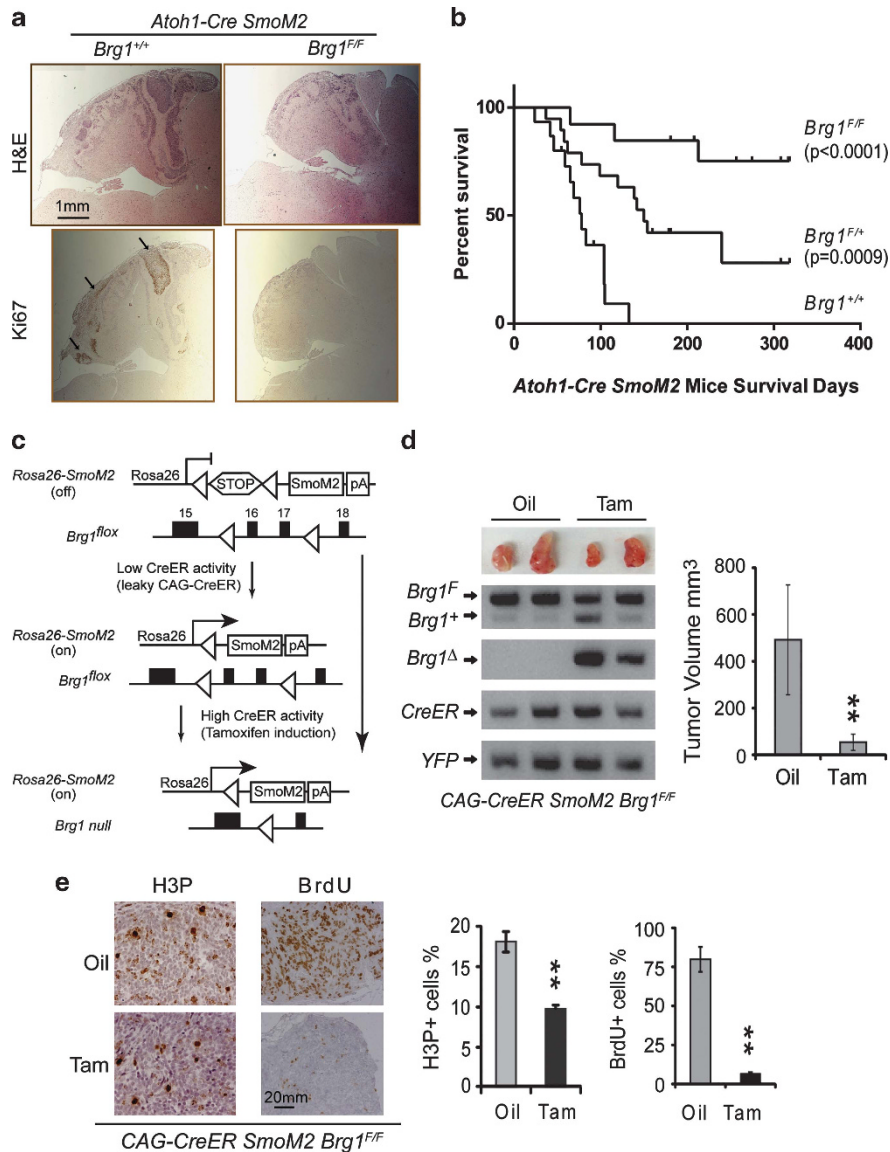 a
Atoh1-Cre SmoM2
Brg1+/+ Brg1F/F
H&E
1mm
Ki67
b
Percent survival
100
50
0
0 100 200 300 400
Atoh1-Cre SmoM2 Mice Survival Days
Brg1F/F
(p<0.0001)
Brg1F/+
(p=0.0009)
Brg1+/+
c
Rosa26-SmoM2
(off)
Rosa26
STOP SmoM2 pA
Brg1flox
15 16 17 18
Low CreER activity
(leaky CAG-CreER)
Rosa26-SmoM2
(on)
Rosa26
SmoM2 pA
Brg1flox
High CreER activity
(Tamoxifen induction)
Rosa26-SmoM2
(on)
Rosa26
SmoM2 pA
Brg1 null
d
Oil Tam
Brg1F
Brg1+
Brg1Δ
CreER
YFP
CAG-CreER SmoM2 Brg1F/F
Tumor Volume mm3
800
600
400
200
0
**
Oil Tam
e
H3P BrdU
Oil
Tam
20mm
CAG-CreER SmoM2 Brg1F/F
H3P+ cells %
20
15
10
5
0
**
Oil Tam
BrdU+ cells %
100
75
50
25
0
**
Oil Tam